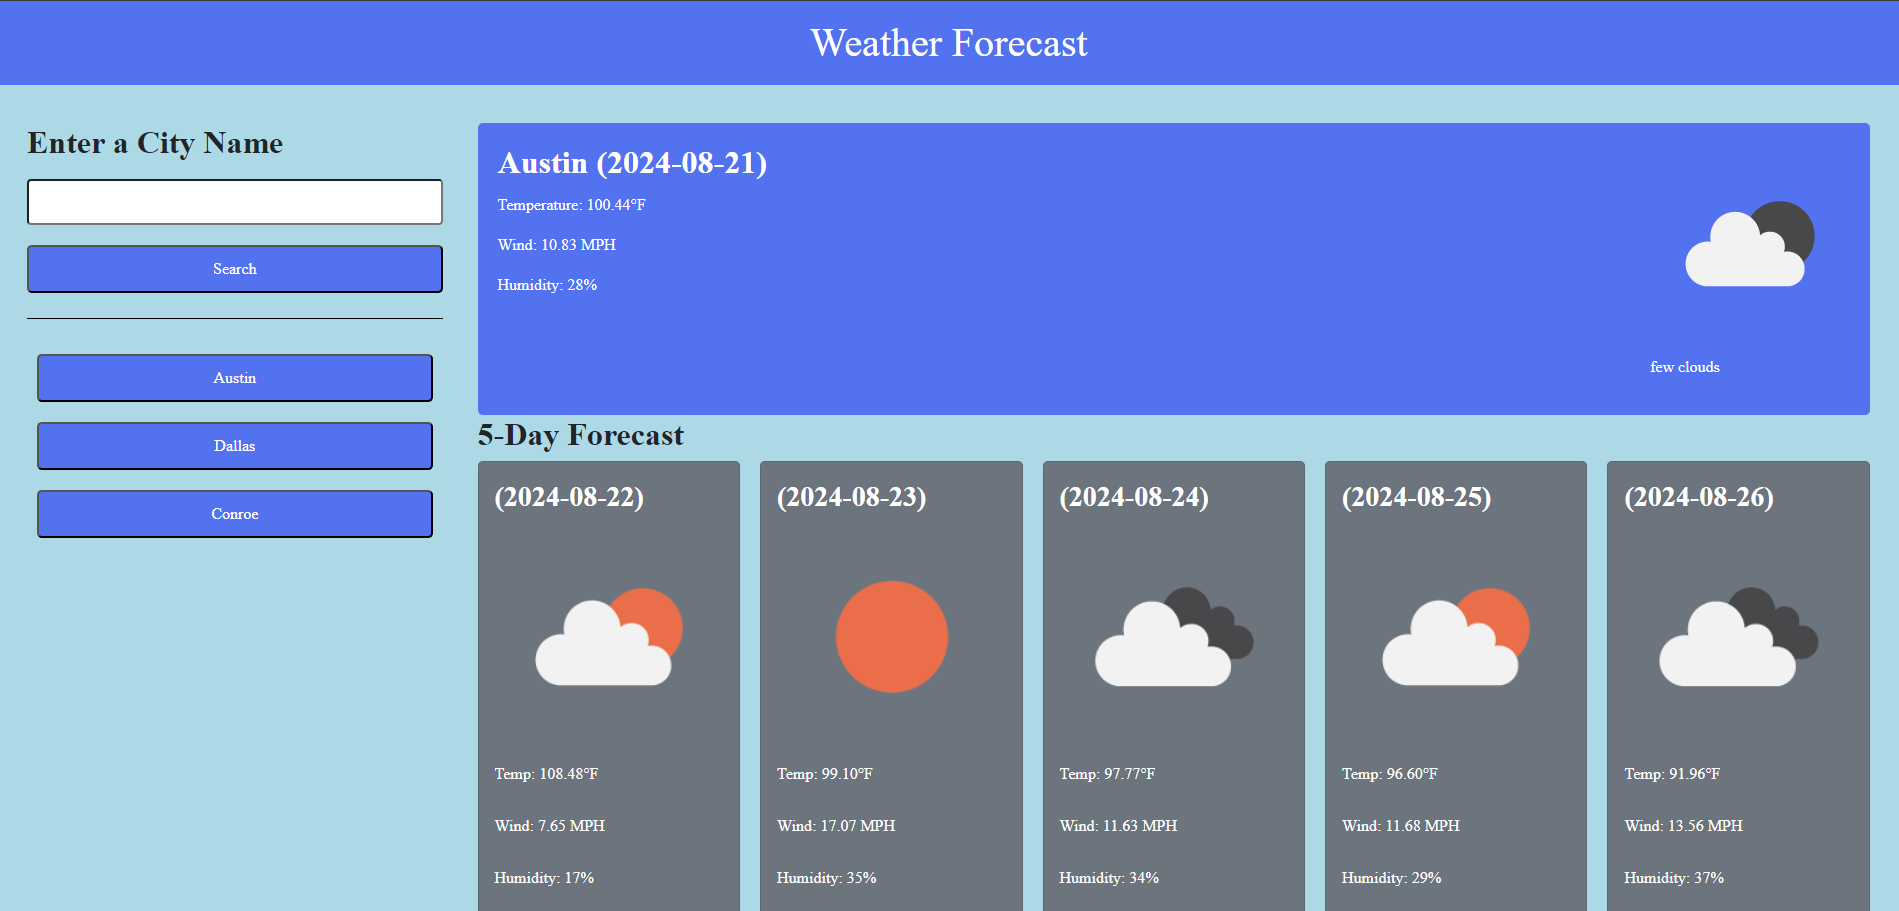 Weather Forecast
Enter a City Name
Search
Austin
Dallas
Conroe
Austin (2024-08-21)
Temperature: 100.44°F
Wind: 10.83 MPH
Humidity: 28%
few clouds
5-Day Forecast
(2024-08-22)
Temp: 108.48°F
Wind: 7.65 MPH
Humidity: 17%
(2024-08-23)
Temp: 99.10°F
Wind: 17.07 MPH
Humidity: 35%
(2024-08-24)
Temp: 97.77°F
Wind: 11.63 MPH
Humidity: 34%
(2024-08-25)
Temp: 96.60°F
Wind: 11.68 MPH
Humidity: 29%
(2024-08-26)
Temp: 91.96°F
Wind: 13.56 MPH
Humidity: 37%